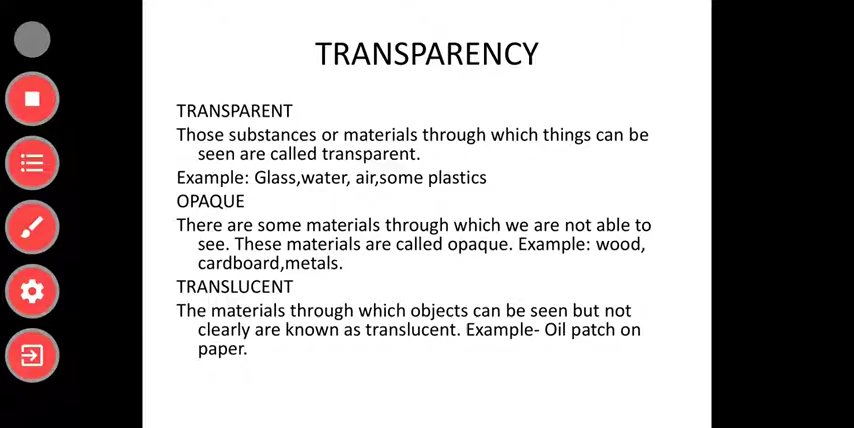 TRANSPARENCY
TRANSPARENT
Those substances or materials through which things can be
seen are called transparent.
Example: Glass,water, air,some plastics
OPAQUE
There are some materials through which we are not able to
see. These materials are called opaque. Example: wood,
cardboard,metals.
TRANSLUCENT
The materials through which objects can be seen but not
clearly are known as translucent. Example- Oil patch on
paper.